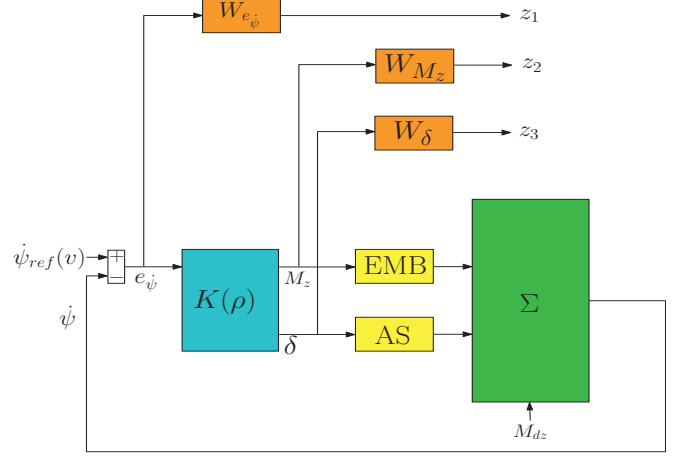 W_{e_{\dot{\psi}}} z_1
W_{M_z} z_2
W_δ z_3
\dot{\psi}_{ref}(v) + −
e_{\dot{\psi}}
K(ρ)
M_z
EMB
Σ
\dot{\psi}
δ
AS
M_{dz}